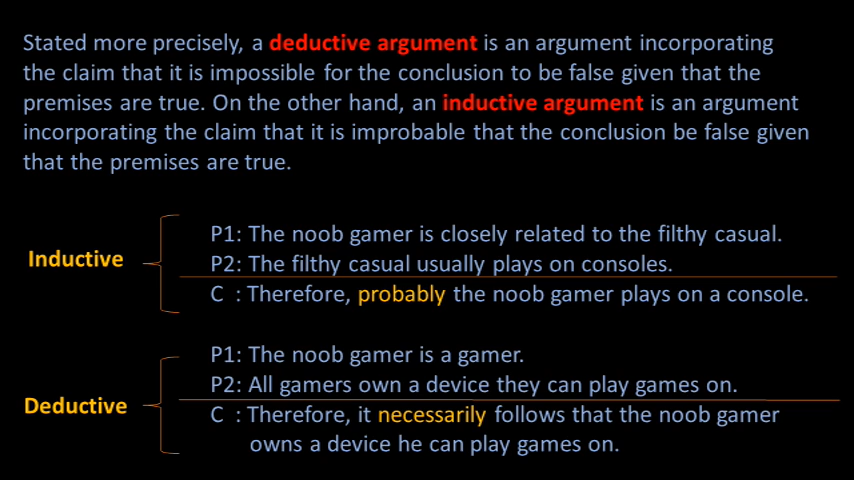 Stated more precisely, a deductive argument is an argument incorporating
the claim that it is impossible for the conclusion to be false given that the
premises are true. On the other hand, an inductive argument is an argument
incorporating the claim that it is improbable that the conclusion be false given
that the premises are true.
Inductive
P1: The noob gamer is closely related to the filthy casual.
P2: The filthy casual usually plays on consoles.
C : Therefore, probably the noob gamer plays on a console.
Deductive
P1: The noob gamer is a gamer.
P2: All gamers own a device they can play games on.
C : Therefore, it necessarily follows that the noob gamer
owns a device he can play games on.